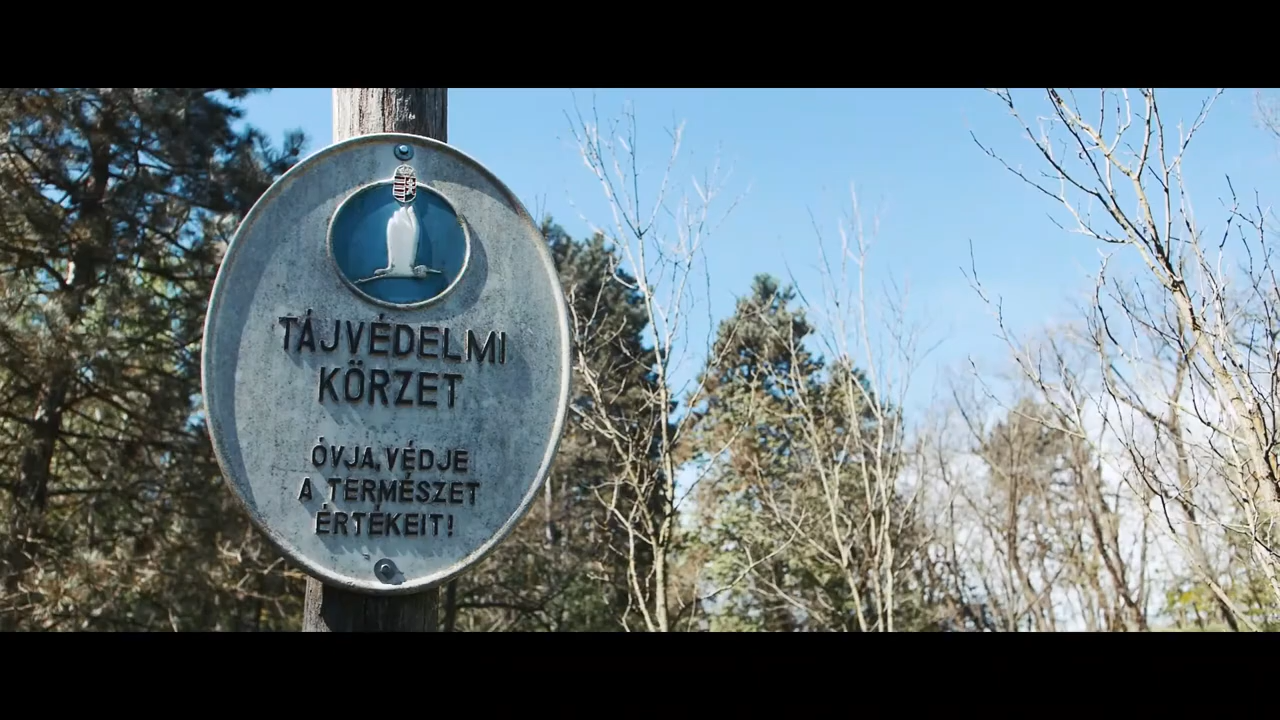 TÁJVÉDELMI
KÖRZET
ÓVJA, VÉDJE
A TERMÉSZET
ÉRTÉKEIT!